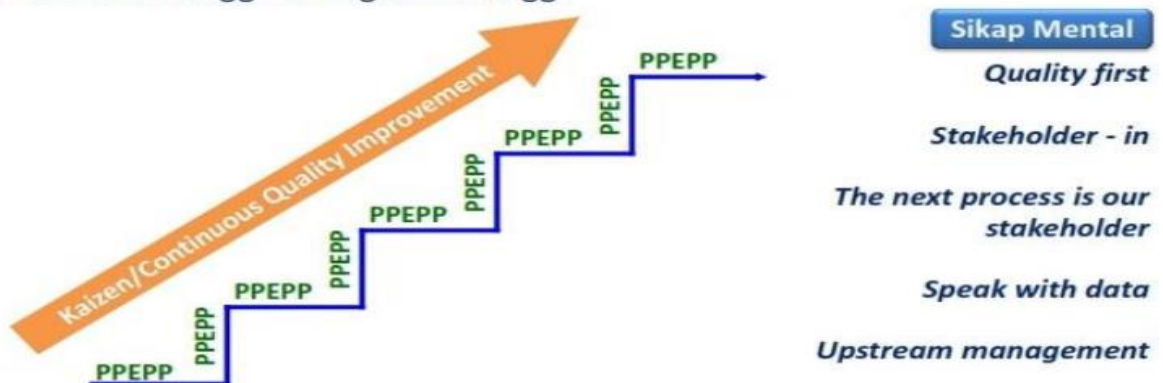 Sikap Mental
Quality first
Stakeholder - in
The next process is our
stakeholder
Speak with data
Upstream management
Kaizen/Continuous Quality Improvement
PPEPP
PPEPP
PPEPP
PPEPP
PPEPP
PPEPP
PPEPP
PPEPP
PPEPP